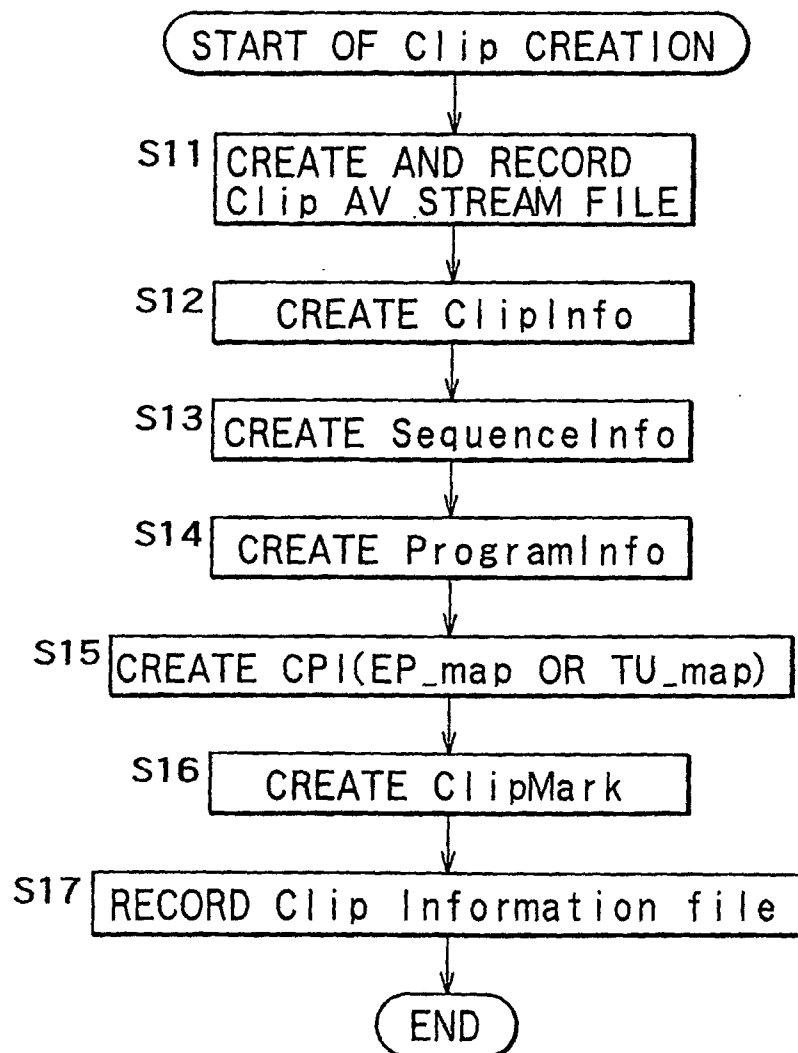 START OF Clip CREATION
S11
CREATE AND RECORD
Clip AV STREAM FILE
S12
CREATE ClipInfo
S13
CREATE SequenceInfo
S14
CREATE ProgramInfo
S15
CREATE CPI(EP_map OR TU_map)
S16
CREATE ClipMark
S17
RECORD Clip Information file
END